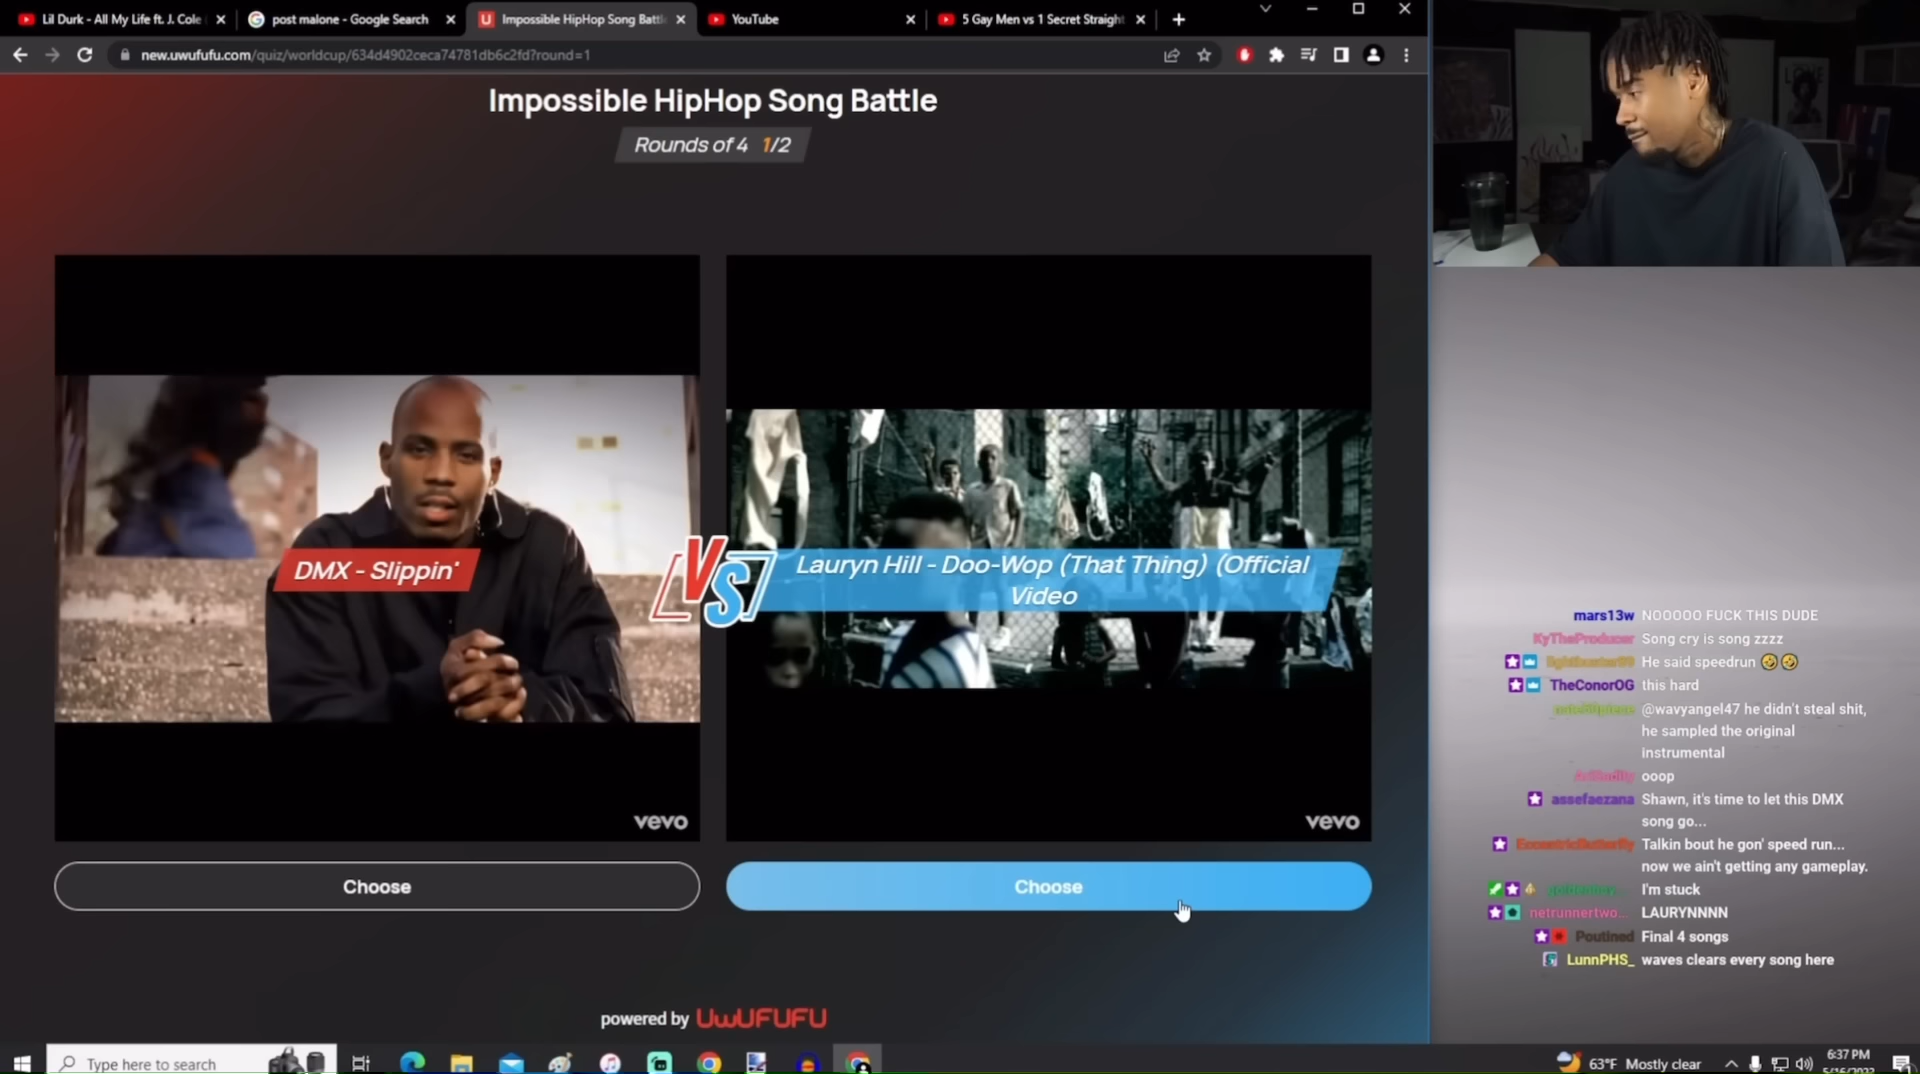 Lil Durk - All My Life ft. J. Cole
post malone - Google Search
Impossible HipHop Song Battl
YouTube
5 Gay Men vs 1 Secret Straigh
new.uwufufu.com/quiz/worldcup/634d4902ceca74781db6c2fd?round=1
Impossible HipHop Song Battle
Rounds of 4 1/2
DMX - Slippin'
VS
Lauryn Hill - Doo-Wop (That Thing) (Official
Video
vevo
vevo
Choose
Choose
powered by UwUFUFU
mars13w NOOOOO FUCK THIS DUDE
KyTheProducer Song cry is song zzzz
He said speedrun 🤣🤣
TheConorOG this hard
@wavyangel47 he didn't steal shit,
he sampled the original
instrumental
ooop
assefaezana Shawn, it's time to let this DMX
song go...
EccentricButterfly Talkin bout he gon' speed run...
now we ain't getting any gameplay.
I'm stuck
netrunnertwo... LAURYNNNN
Poutined Final 4 songs
LunnPHS_ waves clears every song here
Type here to search
63°F Mostly clear
6:37 PM